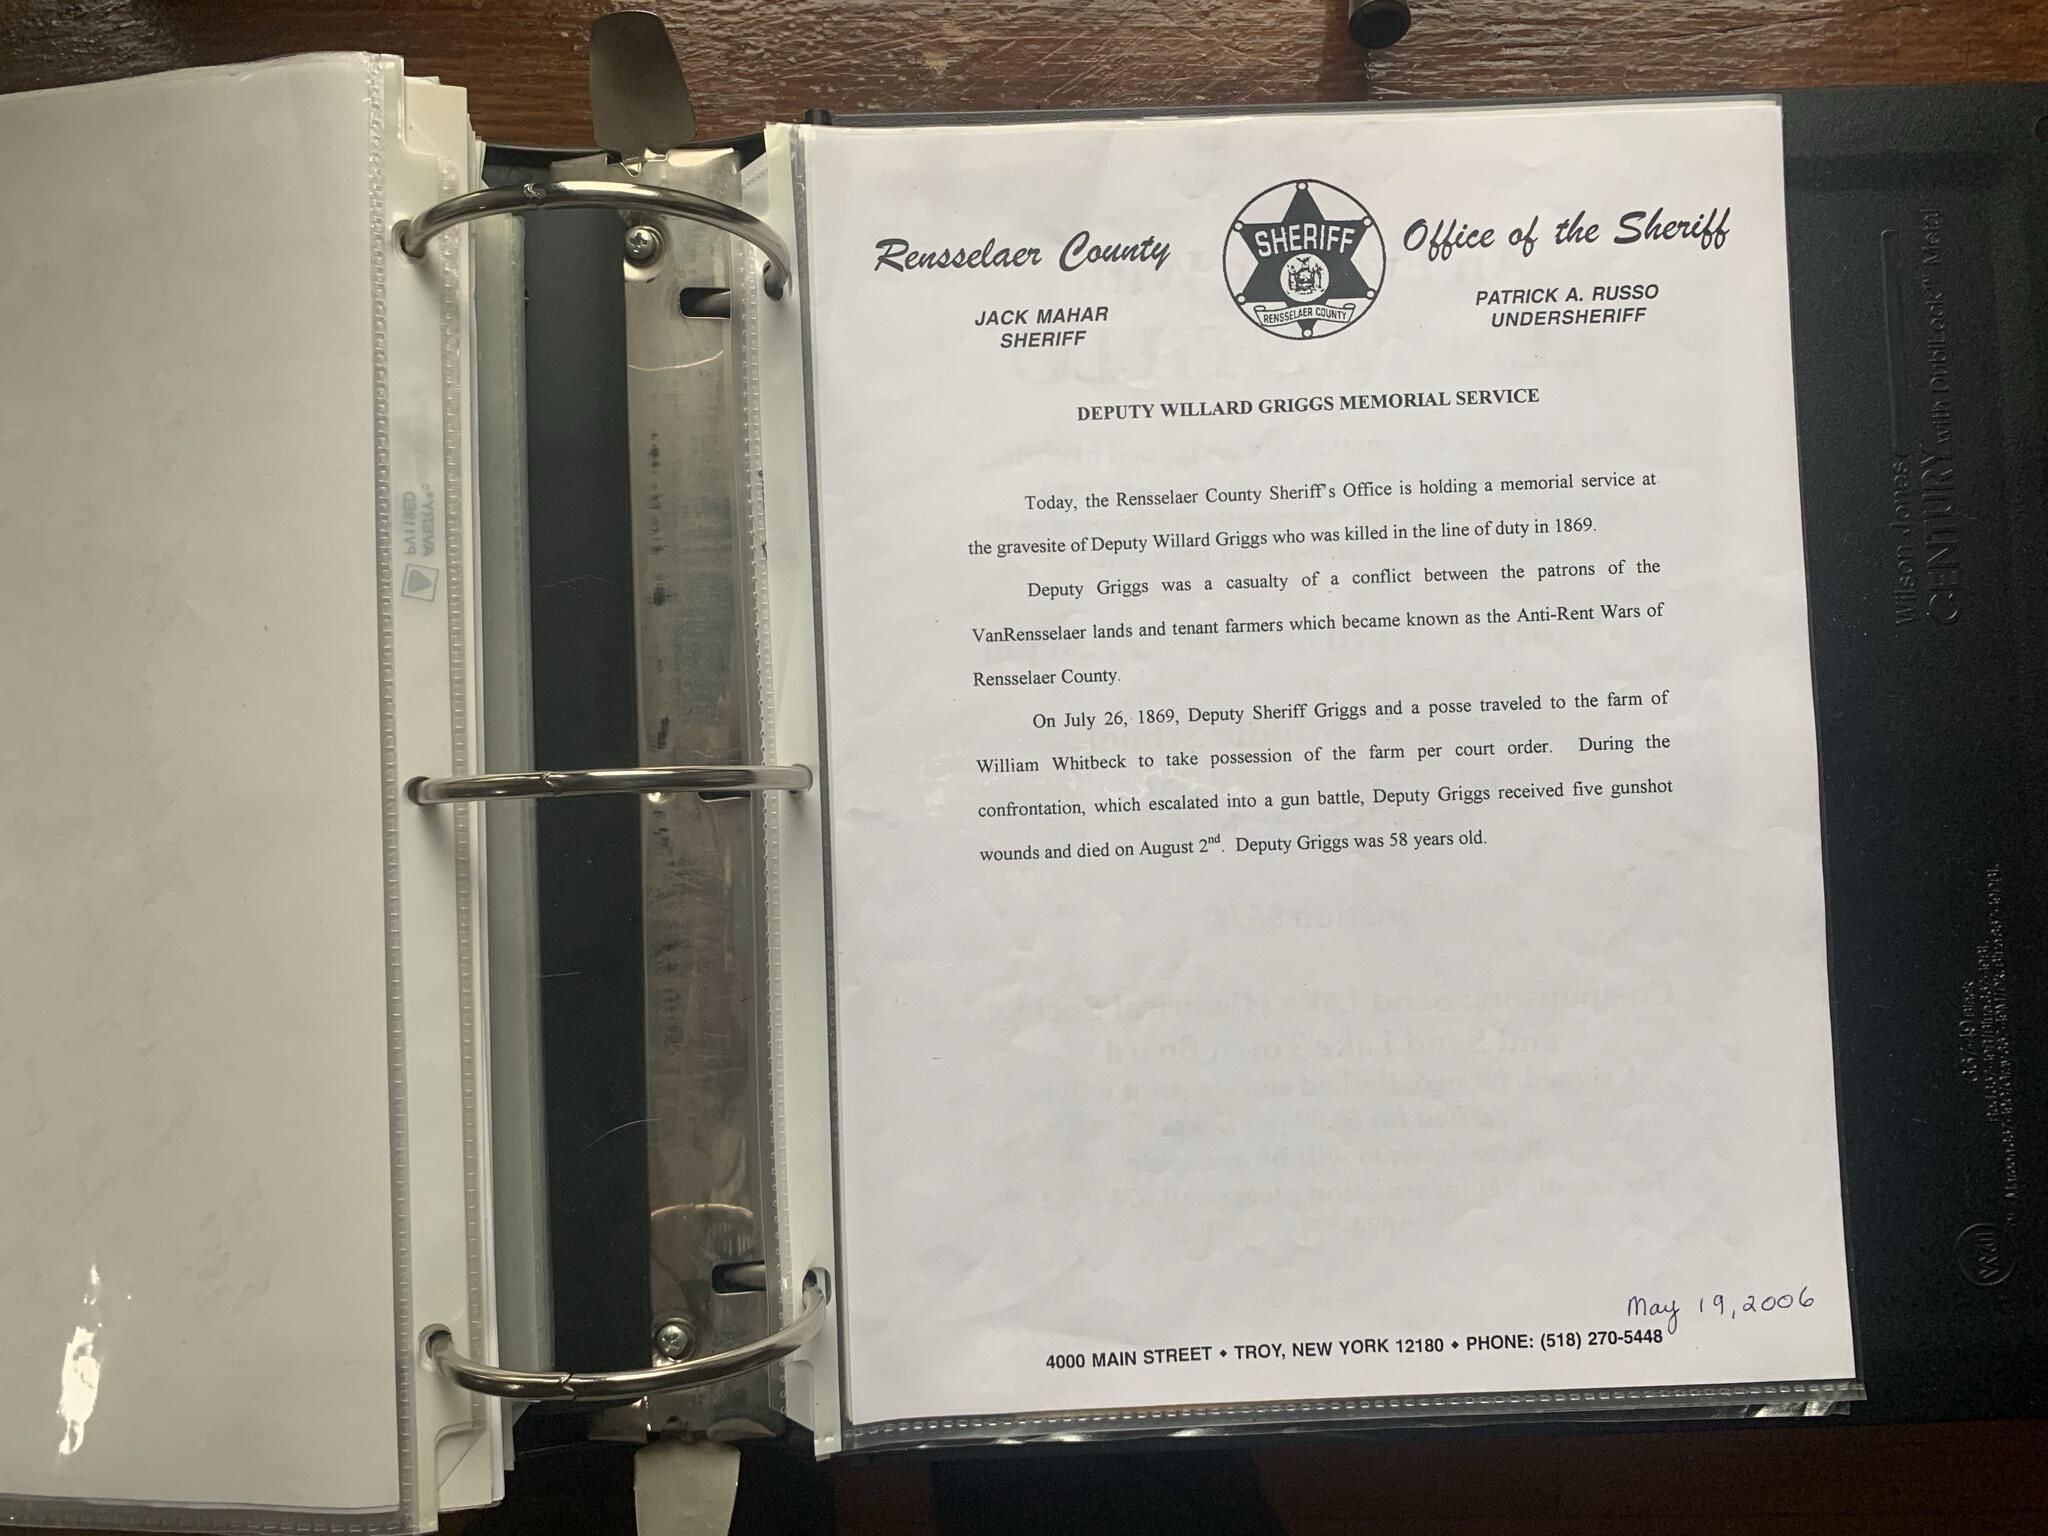 Rensselaer County
SHERIFF
RENSSELAER COUNTY
Office of the Sheriff
JACK MAHAR
SHERIFF
PATRICK A. RUSSO
UNDERSHERIFF
DEPUTY WILLARD GRIGGS MEMORIAL SERVICE
Today, the Rensselaer County Sheriff's Office is holding a memorial service at
the gravesite of Deputy Willard Griggs who was killed in the line of duty in 1869.
Deputy Griggs was a casualty of a conflict between the patrons of the
VanRensselaer lands and tenant farmers which became known as the Anti-Rent Wars of
Rensselaer County.
On July 26, 1869, Deputy Sheriff Griggs and a posse traveled to the farm of
William Whitbeck to take possession of the farm per court order. During the
confrontation, which escalated into a gun battle, Deputy Griggs received five gunshot
wounds and died on August 2nd. Deputy Griggs was 58 years old.
May 19, 2006
4000 MAIN STREET ♦ TROY, NEW YORK 12180 ♦ PHONE: (518) 270-5448
AVERY
PV119ED
Wilson Jones
CENTURY with DublLock™ Metal